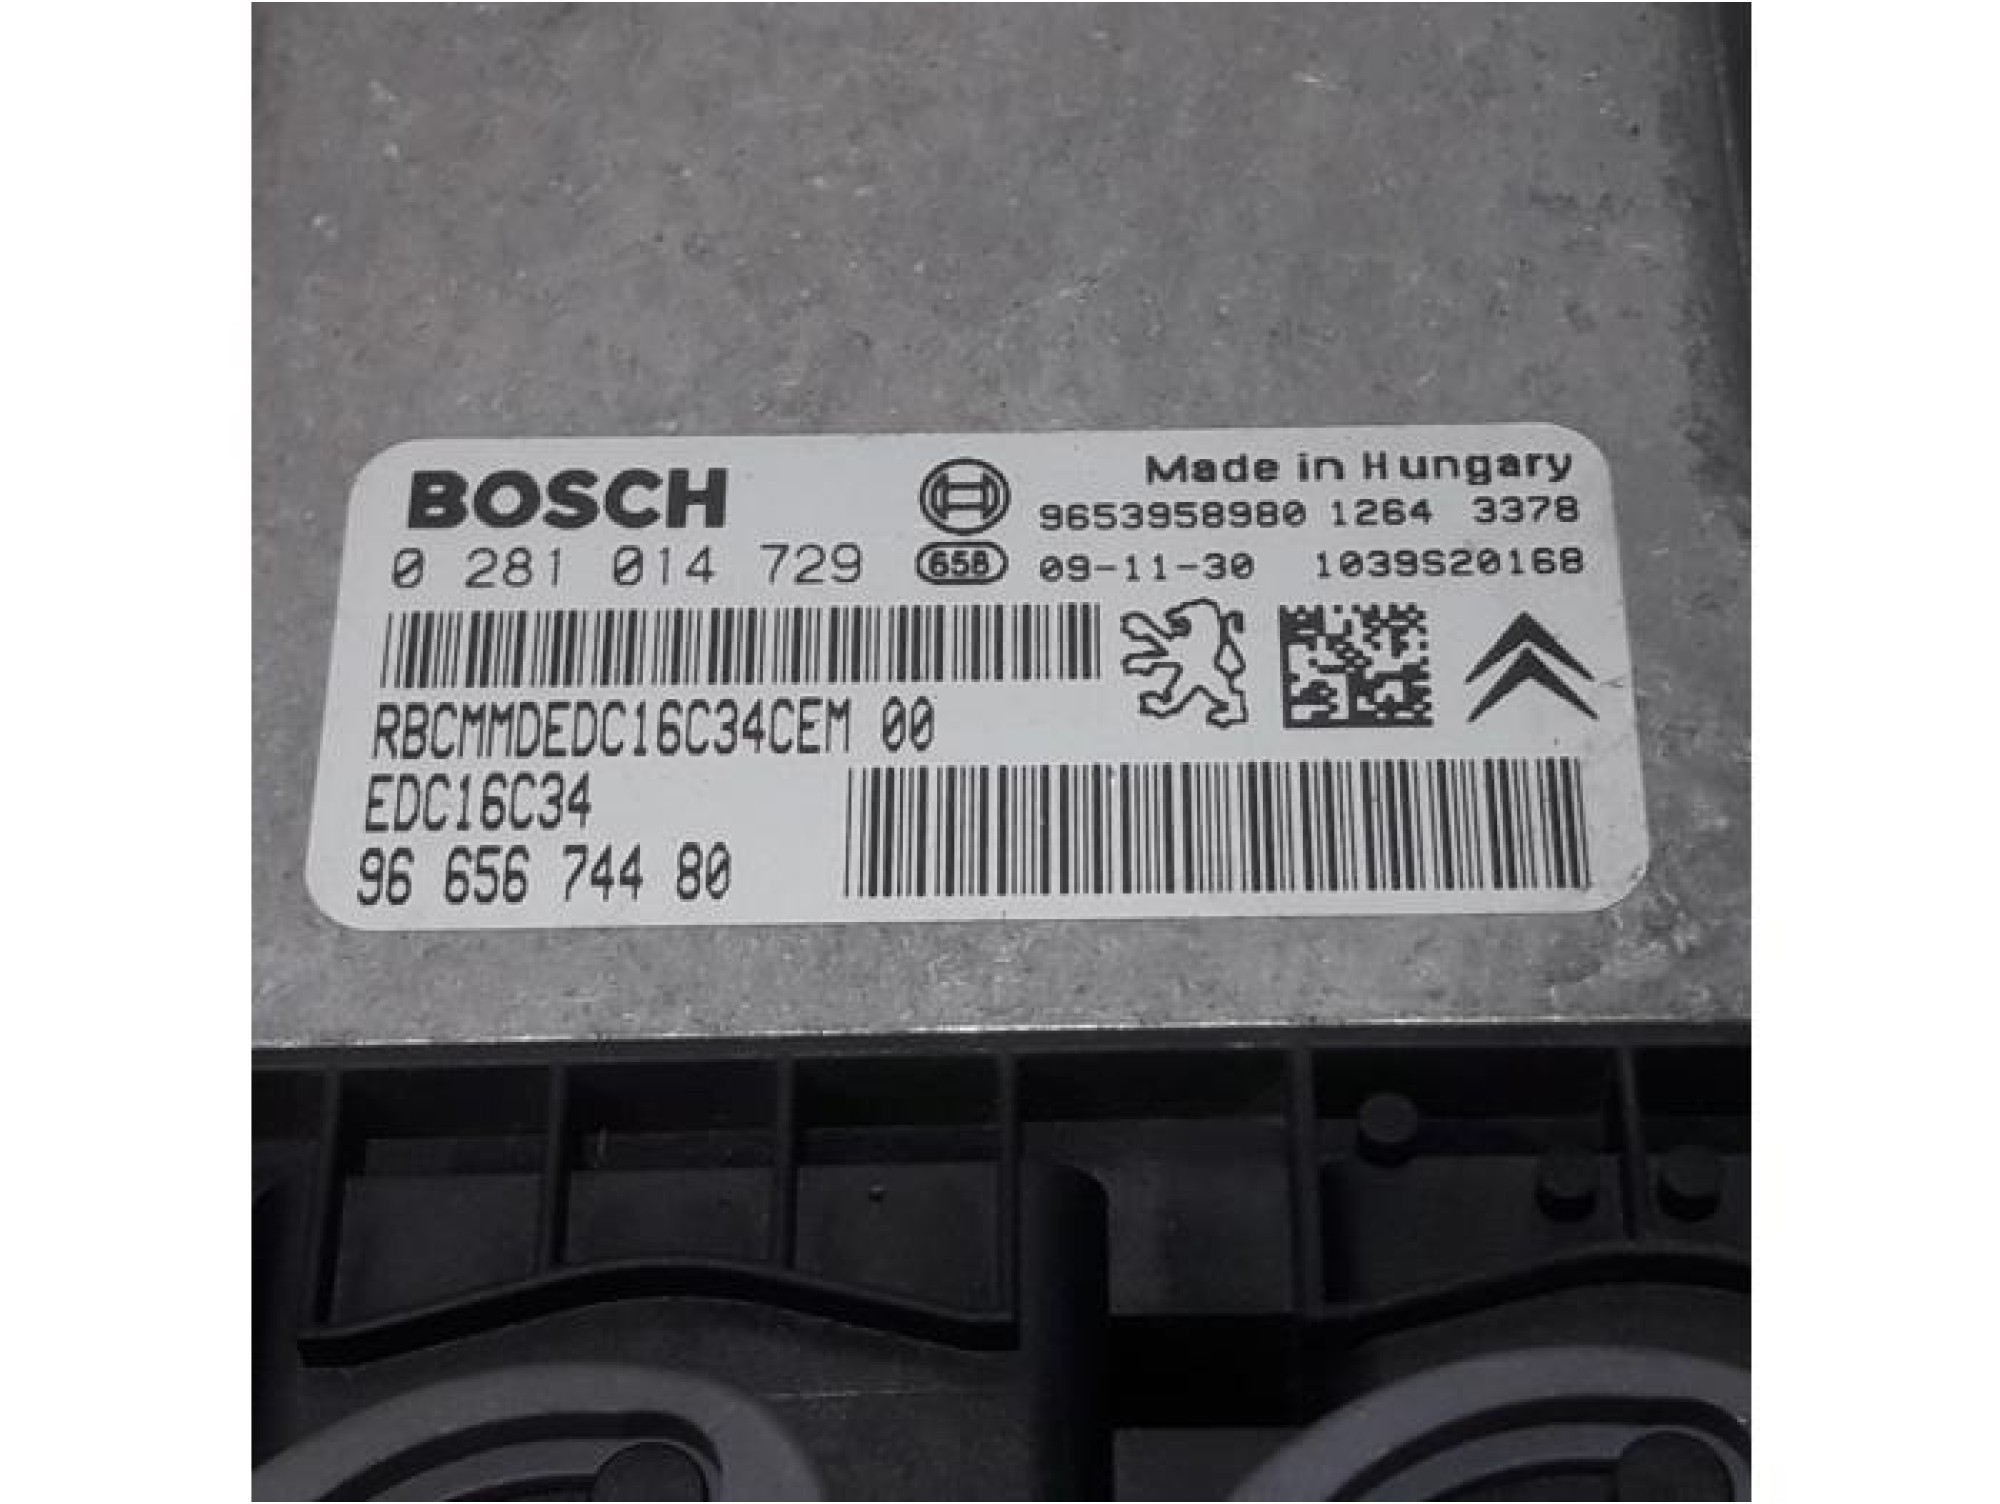 BOSCH
Made in Hungary
9653958980 1264 3378
0 281 014 729
658 09-11-30 1039S20168
RBCMMDEDC16C34CEM 00
EDC16C34
96 656 744 80